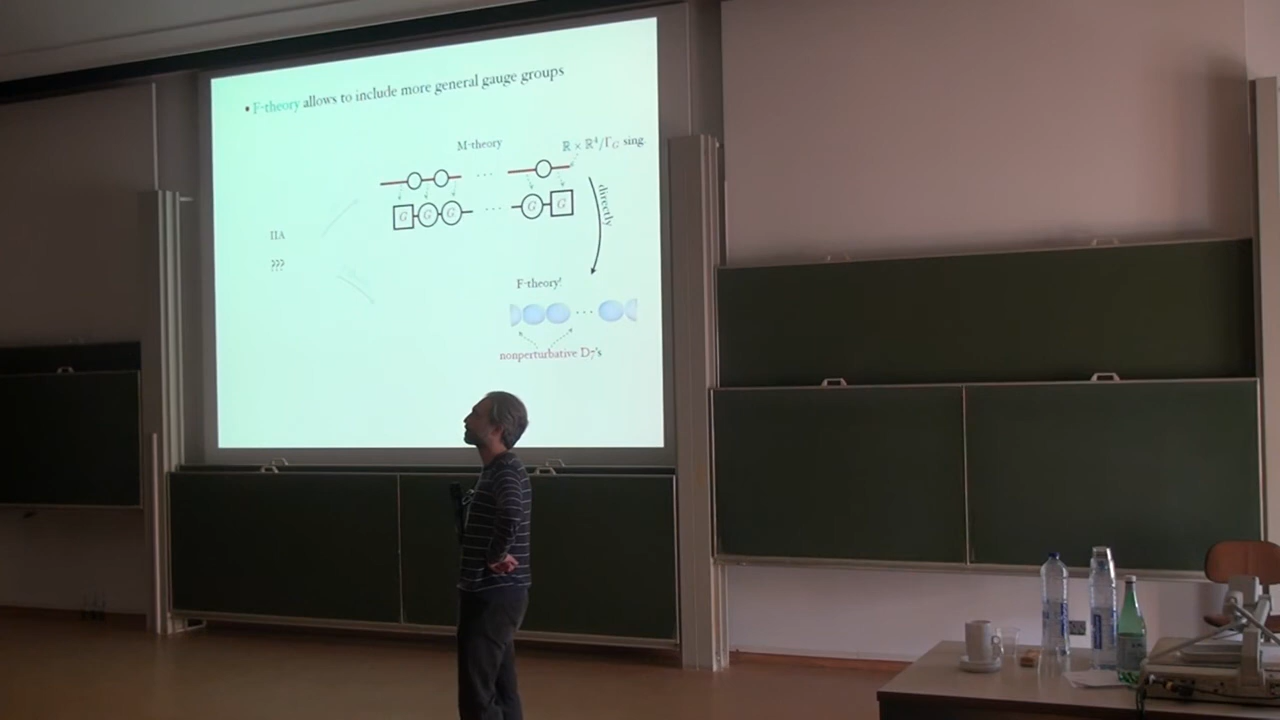 • F-theory allows to include more general gauge groups
M-theory
ℝ × ℝ⁴/Γ_G sing.
G G G ... G G
directly
IIA
???
F-theory!
...
nonperturbative D7's